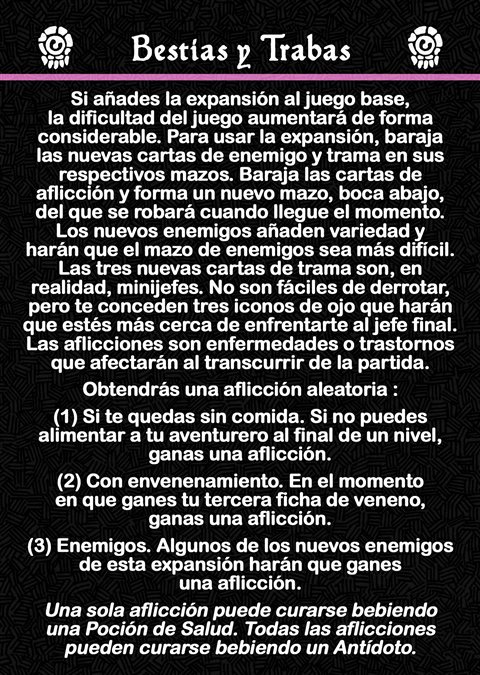 Bestias y Trabas
Si añades la expansión al juego base,
la dificultad del juego aumentará de forma
considerable. Para usar la expansión, baraja
las nuevas cartas de enemigo y trama en sus
respectivos mazos. Baraja las cartas de
aflicción y forma un nuevo mazo, boca abajo,
del que se robará cuando llegue el momento.
Los nuevos enemigos añaden variedad y
harán que el mazo de enemigos sea más difícil.
Las tres nuevas cartas de trama son, en
realidad, minijefes. No son fáciles de derrotar,
pero te conceden tres iconos de ojo que harán
que estés más cerca de enfrentarte al jefe final.
Las aflicciones son enfermedades o trastornos
que afectarán al transcurrir de la partida.
Obtendrás una aflicción aleatoria :
(1) Si te quedas sin comida. Si no puedes
alimentar a tu aventurero al final de un nivel,
ganas una aflicción.
(2) Con envenenamiento. En el momento
en que ganes tu tercera ficha de veneno,
ganas una aflicción.
(3) Enemigos. Algunos de los nuevos enemigos
de esta expansión harán que ganes
una aflicción.
Una sola aflicción puede curarse bebiendo
una Poción de Salud. Todas las aflicciones
pueden curarse bebiendo un Antídoto.